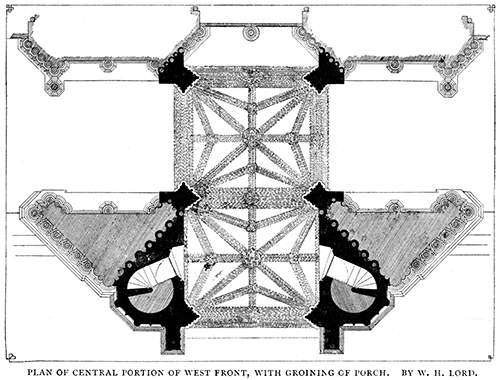 PLAN OF CENTRAL PORTION OF WEST FRONT, WITH GROINING OF PORCH. BY W. H. LORD.